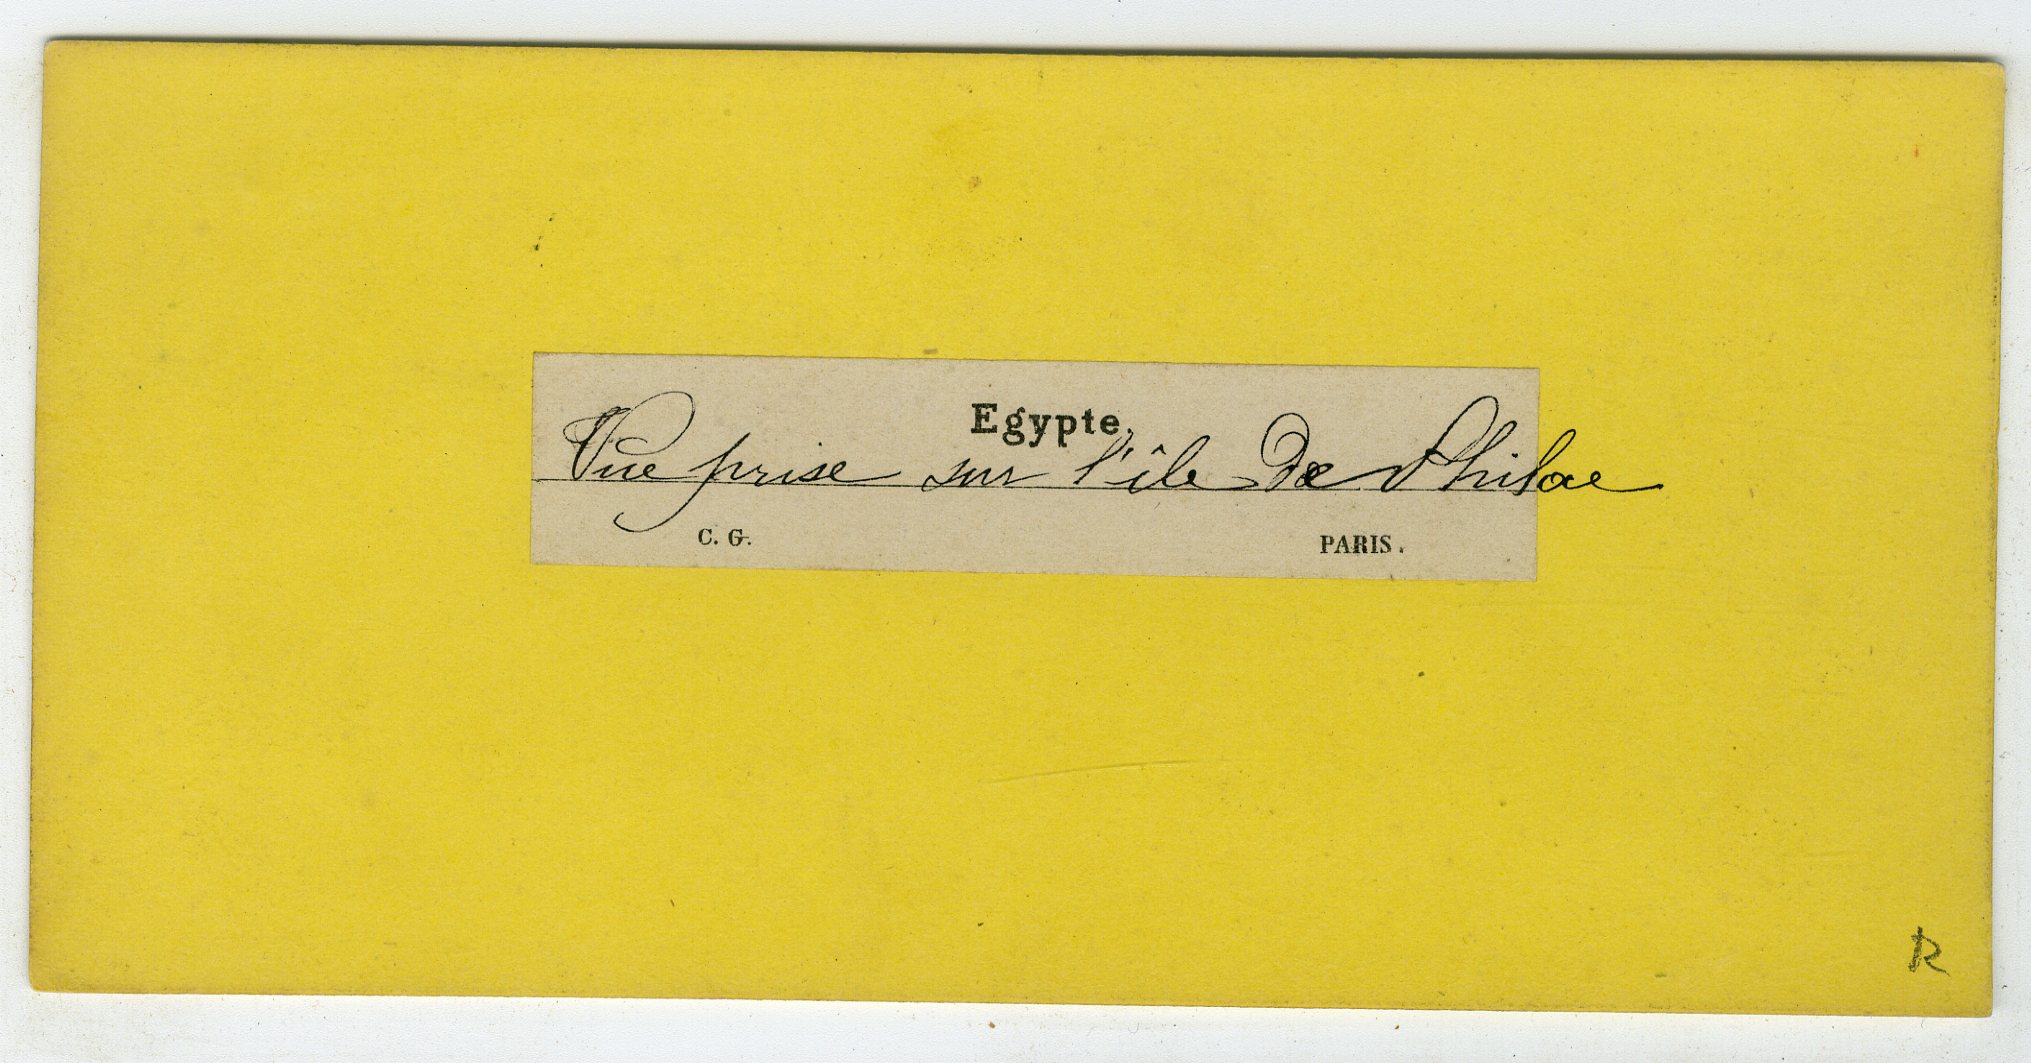 Egypte.
Vue prise sur l'île de Philae
C. G. PARIS.
R